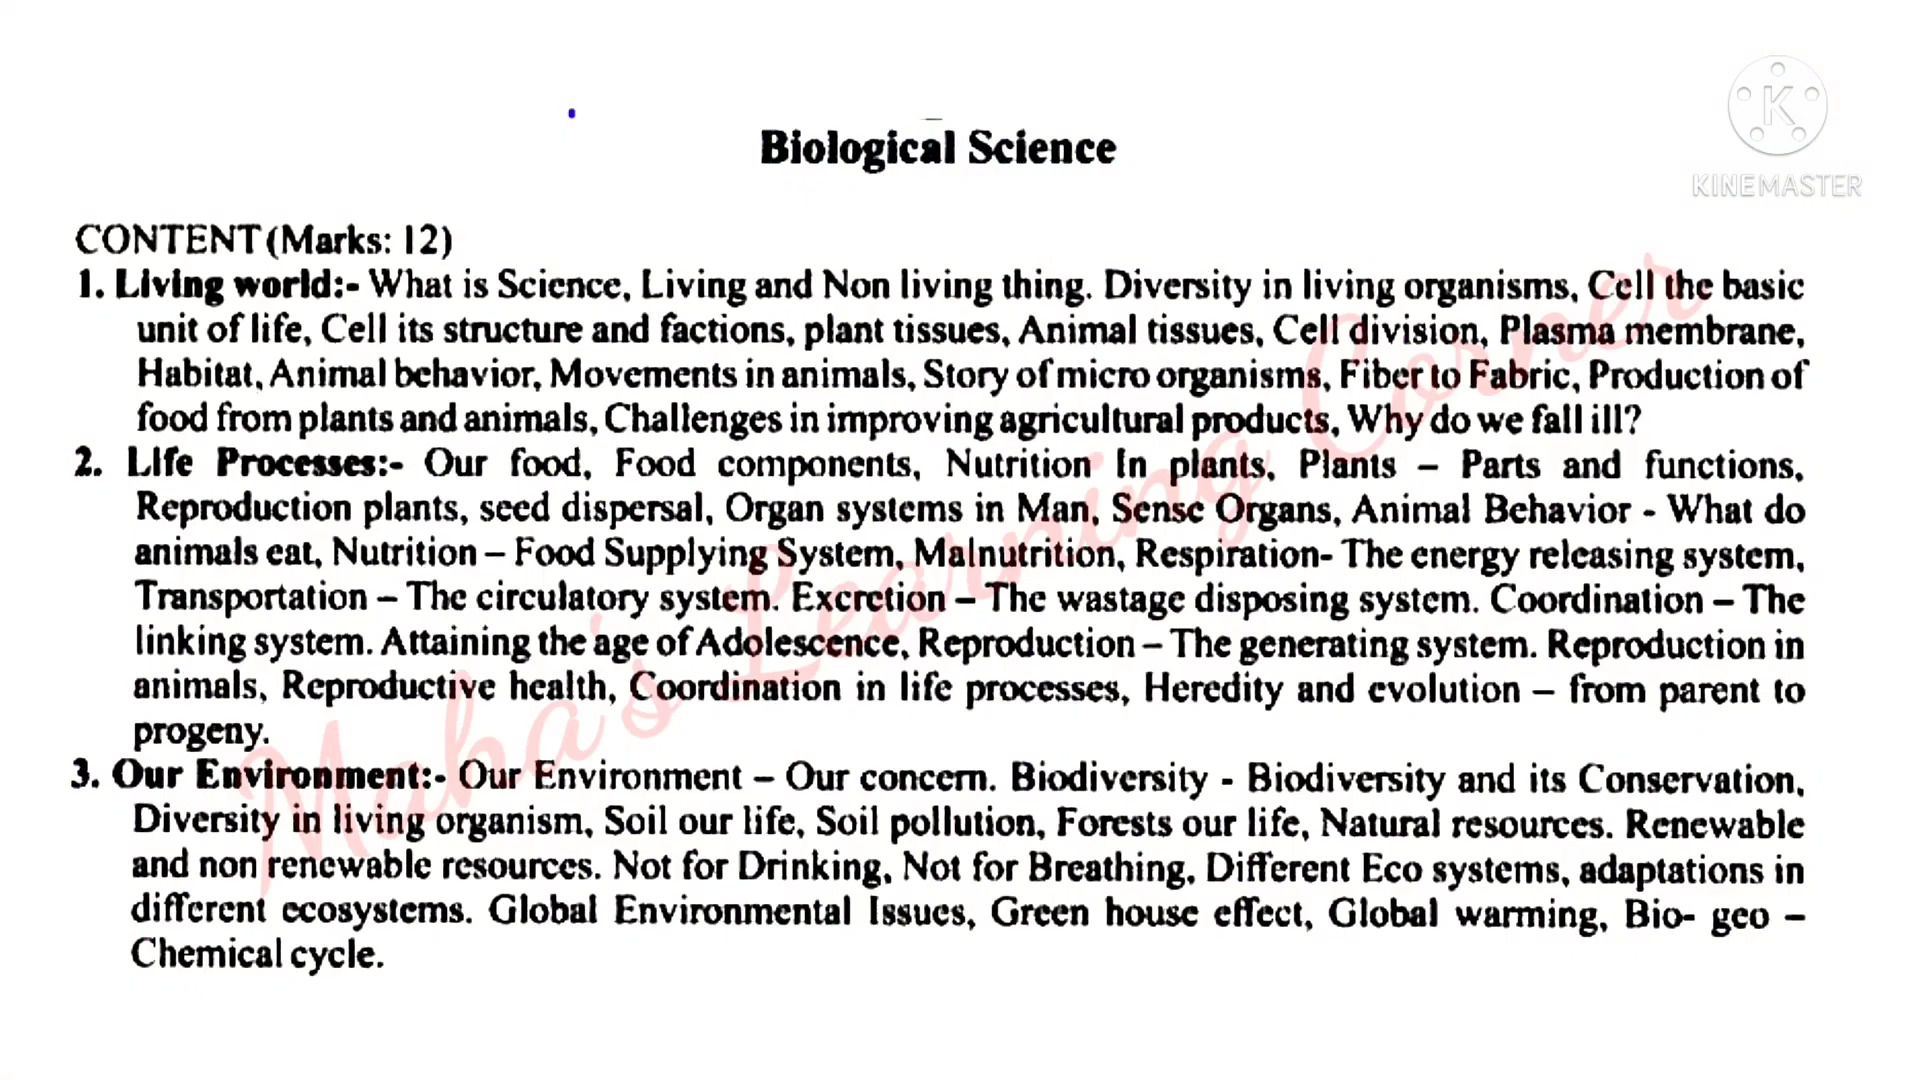 KINEMASTER
Biological Science
CONTENT (Marks: 12)
1. Living world:- What is Science, Living and Non living thing. Diversity in living organisms, Cell the basic
unit of life, Cell its structure and factions, plant tissues, Animal tissues, Cell division, Plasma membrane,
Habitat, Animal behavior, Movements in animals, Story of micro organisms, Fiber to Fabric, Production of
food from plants and animals, Challenges in improving agricultural products, Why do we fall ill?
2. Life Processes:- Our food, Food components, Nutrition In plants, Plants – Parts and functions,
Reproduction plants, seed dispersal, Organ systems in Man, Sense Organs, Animal Behavior - What do
animals eat, Nutrition – Food Supplying System, Malnutrition, Respiration- The energy releasing system,
Transportation – The circulatory system. Excretion – The wastage disposing system. Coordination – The
linking system. Attaining the age of Adolescence, Reproduction – The generating system. Reproduction in
animals, Reproductive health, Coordination in life processes, Heredity and evolution – from parent to
progeny.
3. Our Environment:- Our Environment – Our concern. Biodiversity - Biodiversity and its Conservation,
Diversity in living organism, Soil our life, Soil pollution, Forests our life, Natural resources. Renewable
and non renewable resources. Not for Drinking, Not for Breathing, Different Eco systems, adaptations in
different ecosystems. Global Environmental Issues, Green house effect, Global warming, Bio- geo –
Chemical cycle.
Maha's Learning Corner